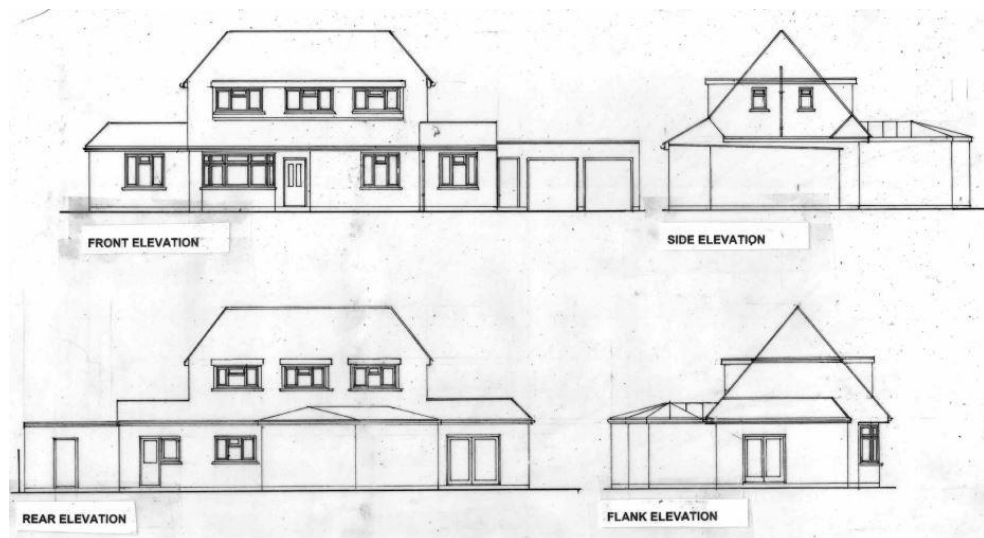 FRONT ELEVATION
SIDE ELEVATION
REAR ELEVATION
FLANK ELEVATION